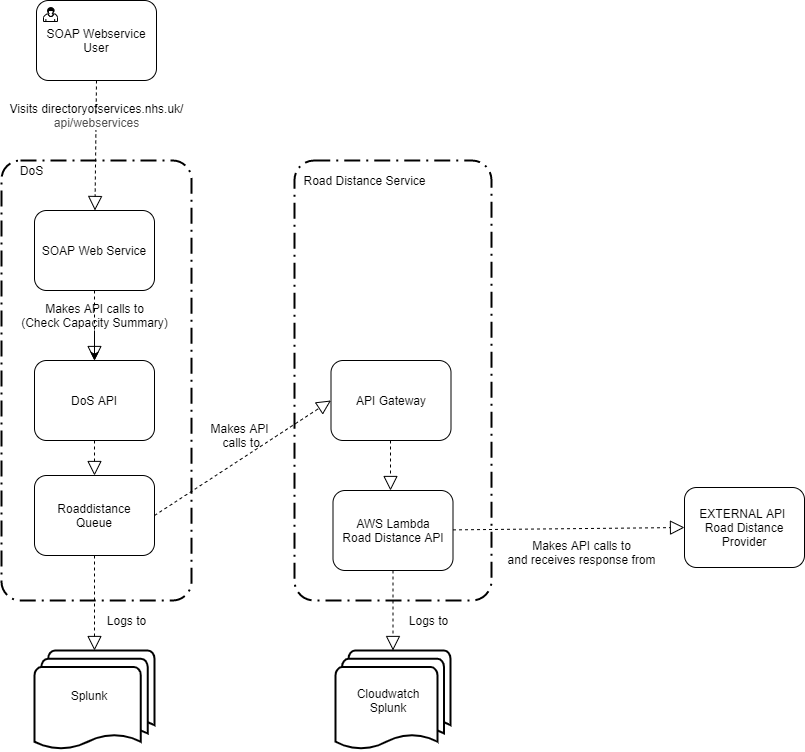 SOAP Webservice
User
Visits directoryofservices.nhs.uk/
api/webservices
DoS
SOAP Web Service
Makes API calls to
(Check Capacity Summary)
DoS API
Roaddistance
Queue
Logs to
Splunk
Makes API
calls to
Road Distance Service
API Gateway
AWS Lambda
Road Distance API
Logs to
Cloudwatch
Splunk
Makes API calls to
and receives response from
EXTERNAL API
Road Distance
Provider